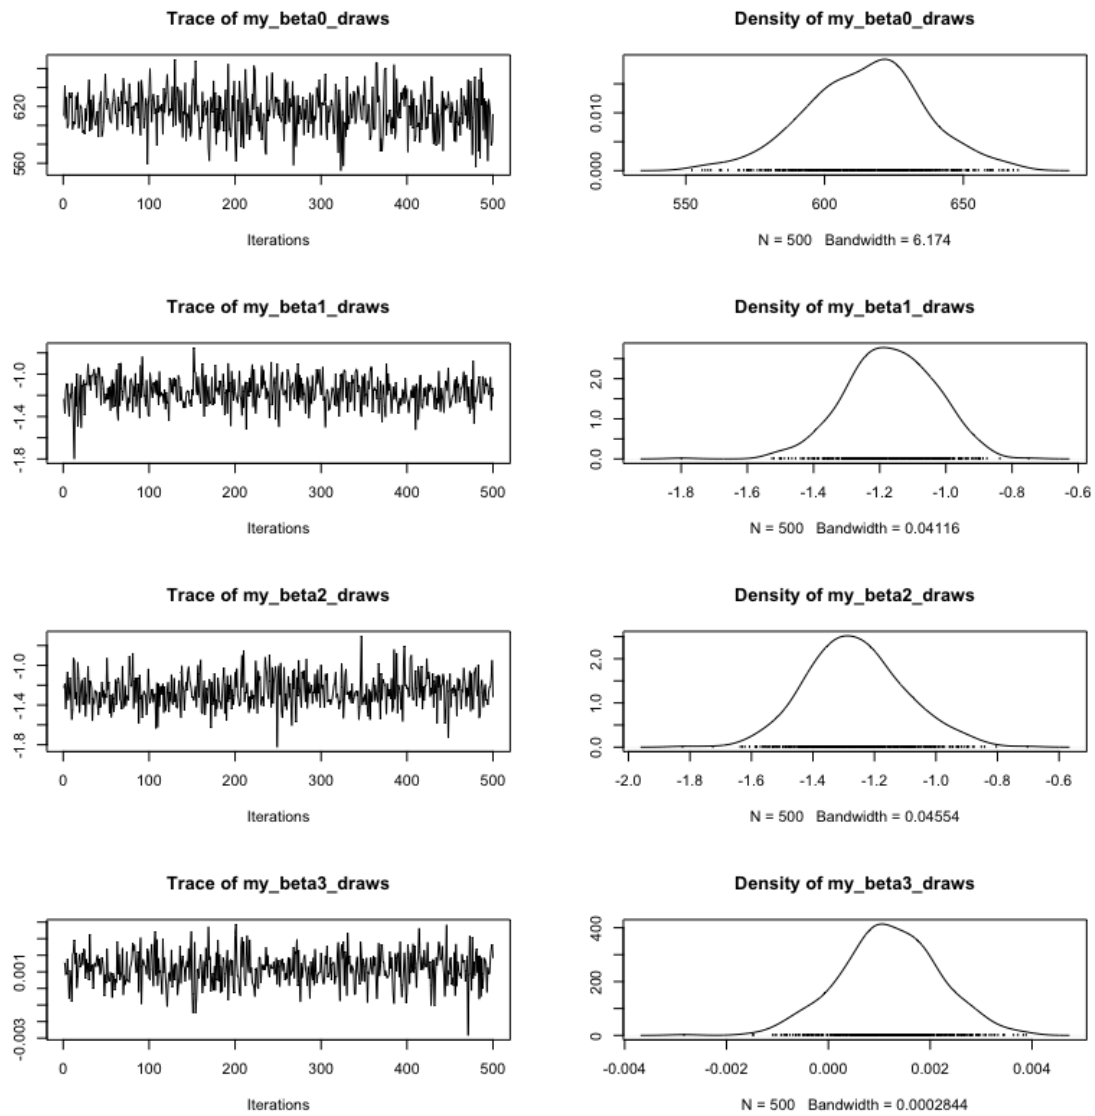 Trace of my_beta0_draws
Density of my_beta0_draws
620
560
0 100 200 300 400 500
Iterations
0.010
0.000
550 600 650
N = 500 Bandwidth = 6.174
Trace of my_beta1_draws
Density of my_beta1_draws
-1.0
-1.4
-1.8
0 100 200 300 400 500
Iterations
2.0
1.0
0.0
-1.8 -1.6 -1.4 -1.2 -1.0 -0.8 -0.6
N = 500 Bandwidth = 0.04116
Trace of my_beta2_draws
Density of my_beta2_draws
-1.0
-1.4
-1.8
0 100 200 300 400 500
Iterations
2.0
1.0
0.0
-2.0 -1.8 -1.6 -1.4 -1.2 -1.0 -0.8 -0.6
N = 500 Bandwidth = 0.04554
Trace of my_beta3_draws
Density of my_beta3_draws
0.001
-0.003
0 100 200 300 400 500
Iterations
400
200
0
-0.004 -0.002 0.000 0.002 0.004
N = 500 Bandwidth = 0.0002844